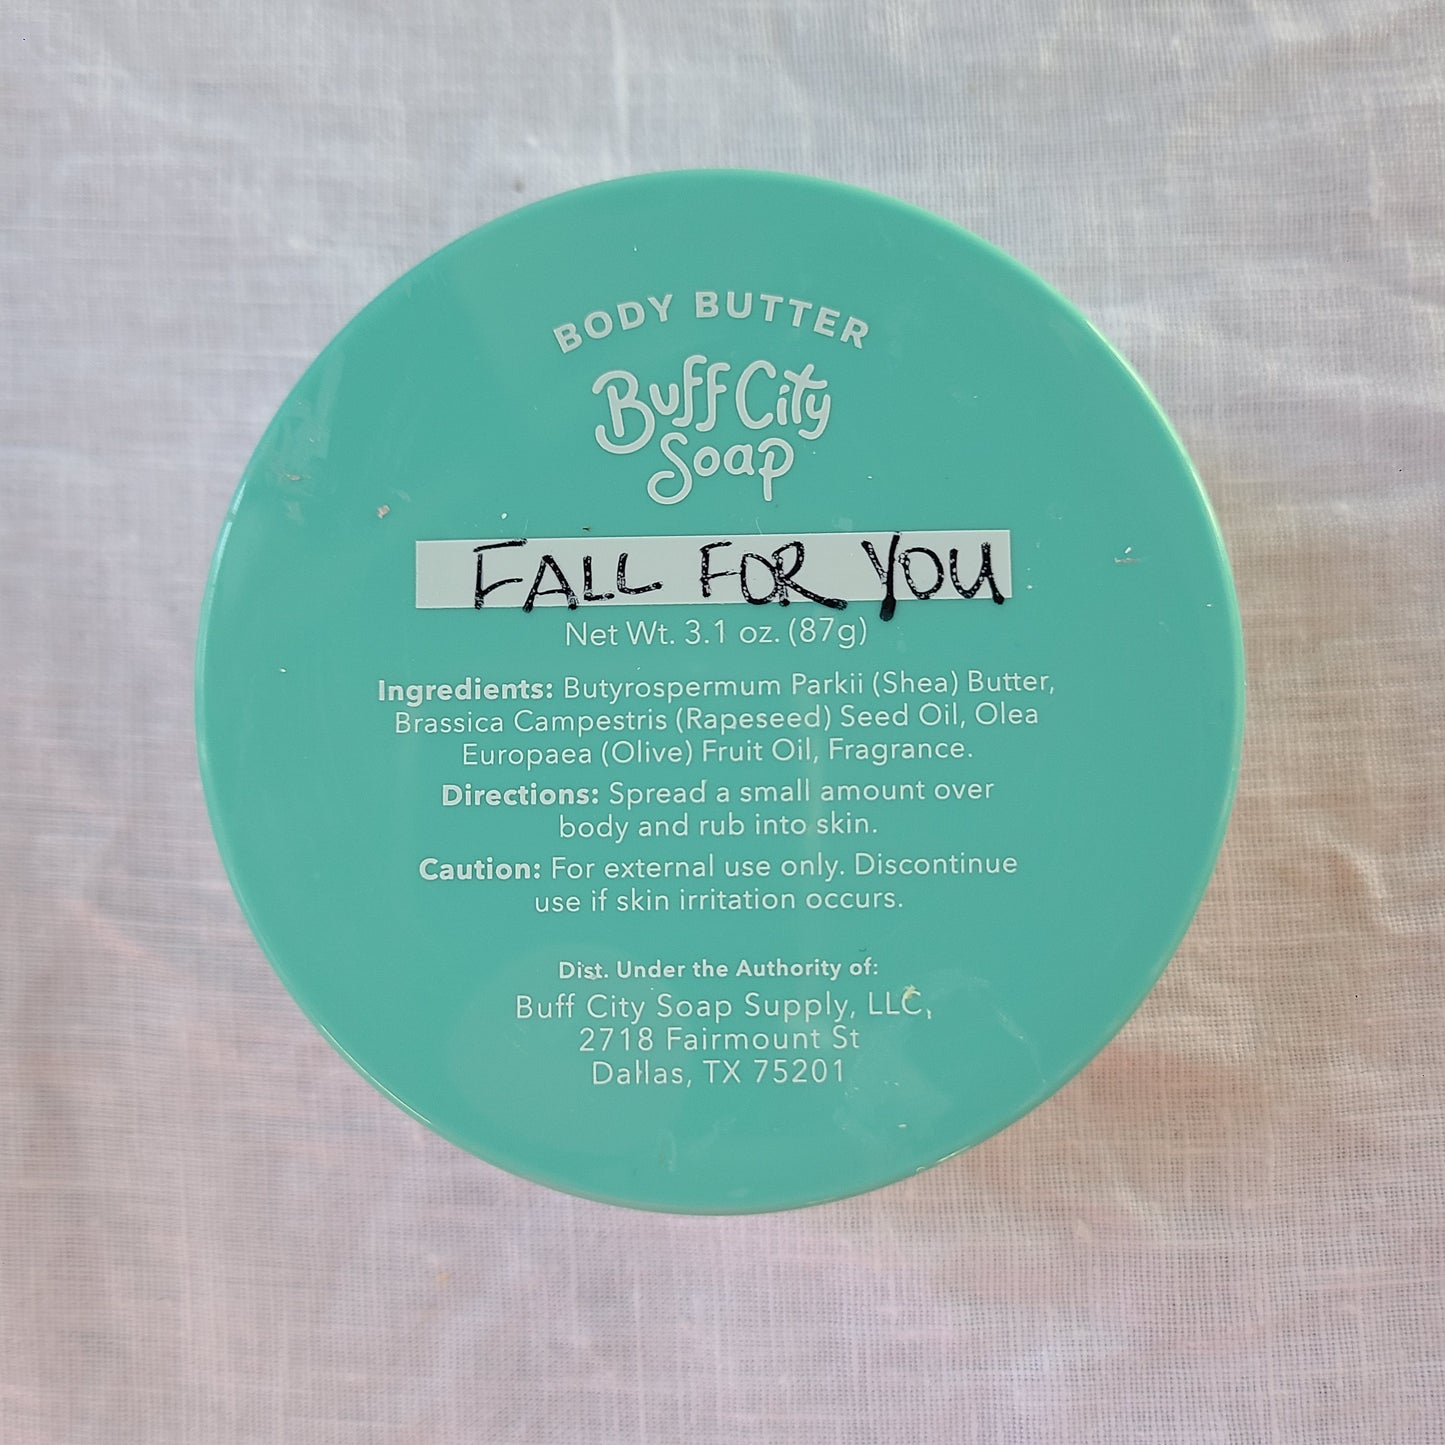 BODY BUTTER
Buff City
Soap
FALL FOR YOU
Net Wt. 3.1 oz. (87g)
Ingredients: Butyrospermum Parkii (Shea) Butter,
Brassica Campestris (Rapeseed) Seed Oil, Olea
Europaea (Olive) Fruit Oil, Fragrance.
Directions: Spread a small amount over
body and rub into skin.
Caution: For external use only. Discontinue
use if skin irritation occurs.
Dist. Under the Authority of:
Buff City Soap Supply, LLC,
2718 Fairmount St
Dallas, TX 75201